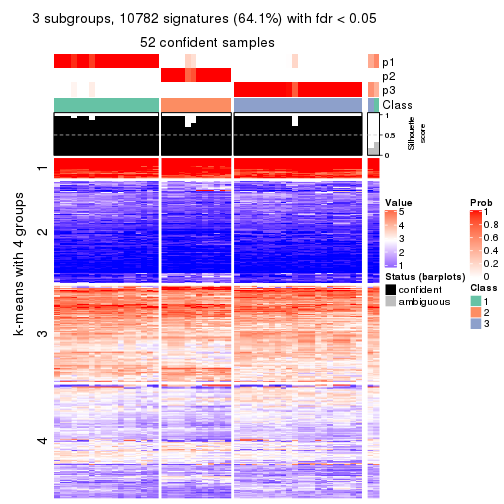 3 subgroups, 10782 signatures (64.1%) with fdr < 0.05
52 confident samples
p1
p2
p3
Class
1
0.5
0
Silhouette
score
k-means with 4 groups
1
2
3
4
Value
5
4
3
2
1
Status (barplots)
confident
ambiguous
Prob
1
0.8
0.6
0.4
0.2
0
Class
1
2
3